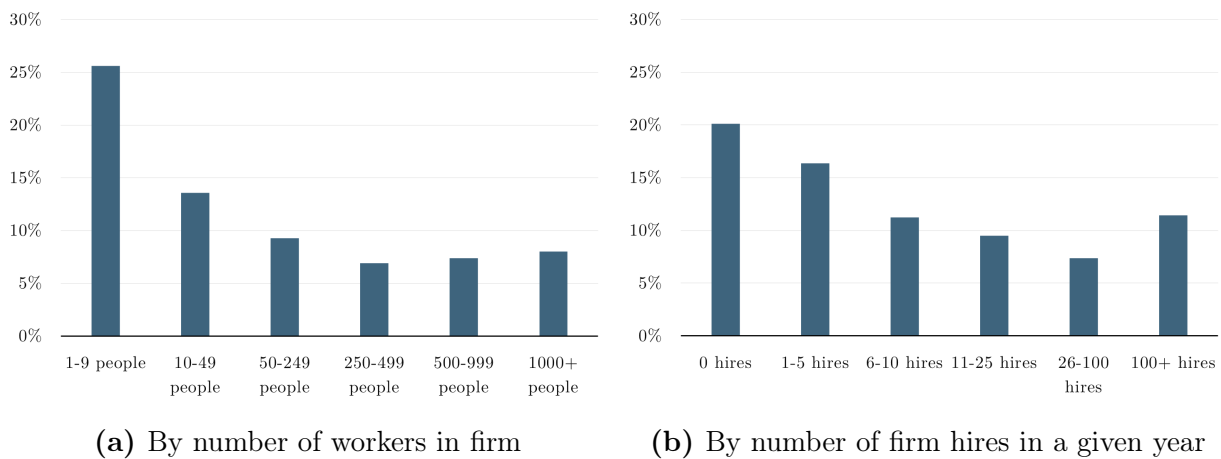 30%
25%
20%
15%
10%
5%
0%
1-9 people
10-49
people
50-249
people
250-499
people
500-999
people
1000+
people
(a) By number of workers in firm
30%
25%
20%
15%
10%
5%
0%
0 hires
1-5 hires
6-10 hires
11-25 hires
26-100
hires
100+ hires
(b) By number of firm hires in a given year